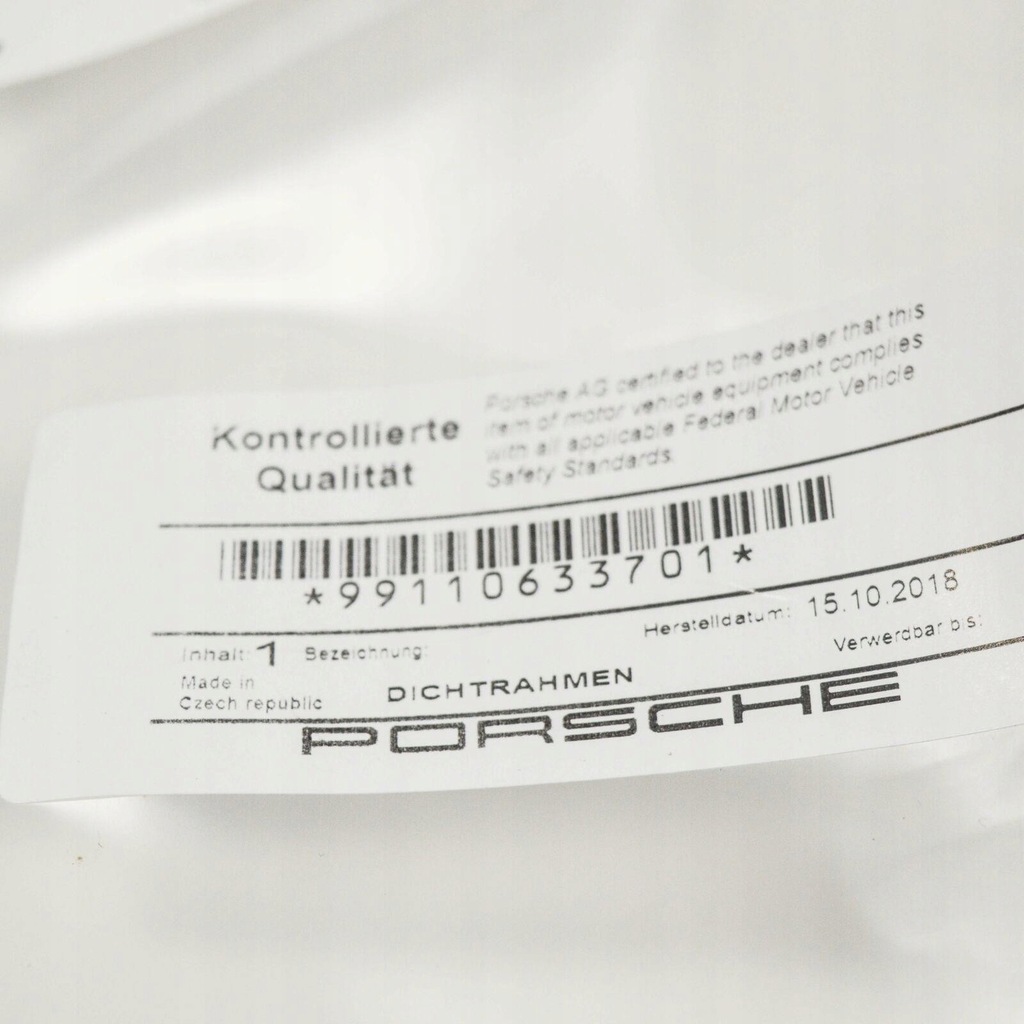 Kontrollierte
Qualität
Porsche AG certified to the dealer that this
item of motor vehicle equipment complies
with all applicable Federal Motor Vehicle
Safety Standards.
*99110633701*
Herstelldatum: 15.10.2018
Inhalt: 1 Bezeichnung:
Verwerdbar bis:
Made in
Czech republic
DICHTRAHMEN
PORSCHE